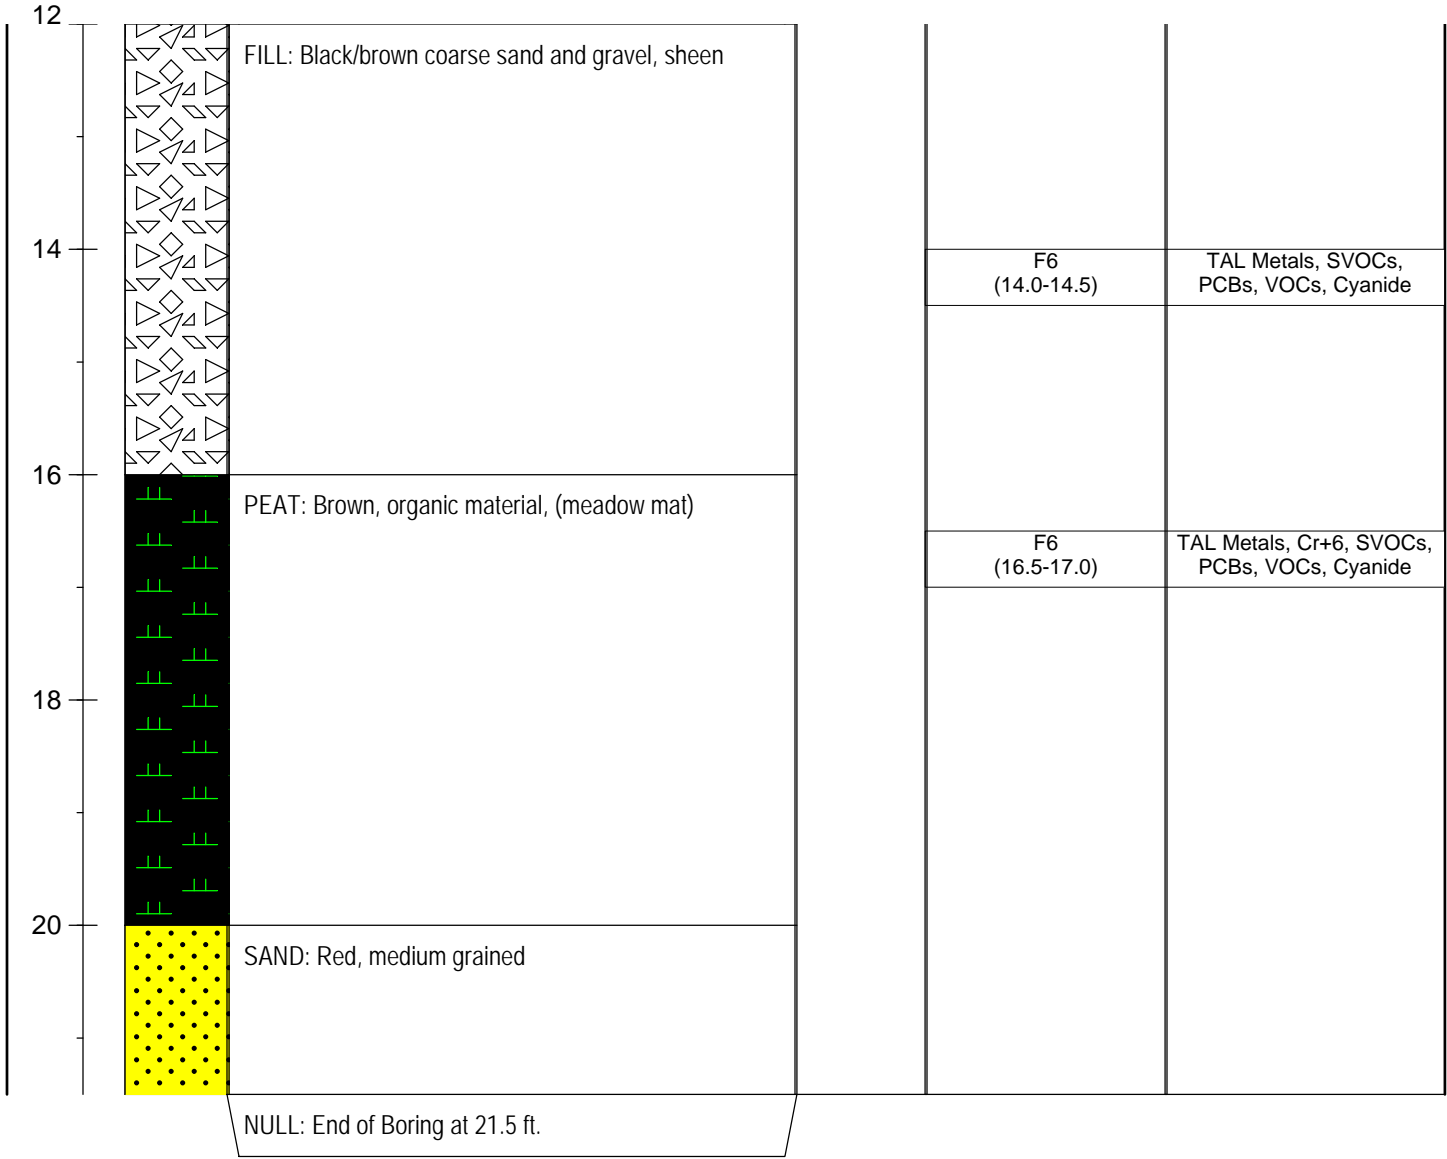 12
FILL: Black/brown coarse sand and gravel, sheen
14
F6
(14.0-14.5)
TAL Metals, SVOCs,
PCBs, VOCs, Cyanide
16
PEAT: Brown, organic material, (meadow mat)
F6
(16.5-17.0)
TAL Metals, Cr+6, SVOCs,
PCBs, VOCs, Cyanide
18
20
SAND: Red, medium grained
NULL: End of Boring at 21.5 ft.